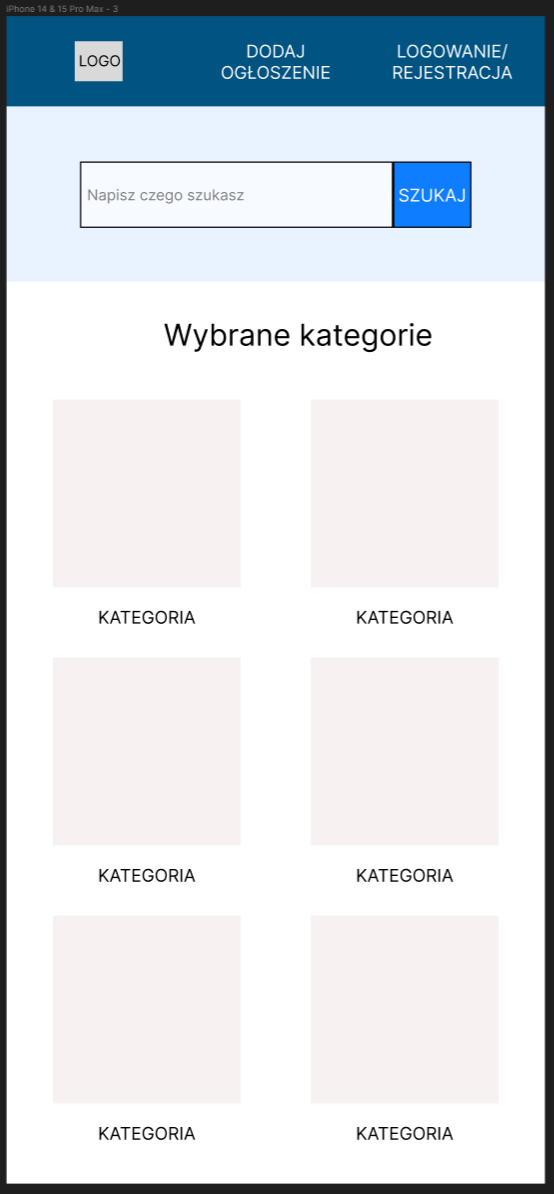 iPhone 14 & 15 Pro Max - 3
LOGO
DODAJ
OGŁOSZENIE
LOGOWANIE/
REJESTRACJA
Napisz czego szukasz
SZUKAJ
Wybrane kategorie
KATEGORIA
KATEGORIA
KATEGORIA
KATEGORIA
KATEGORIA
KATEGORIA